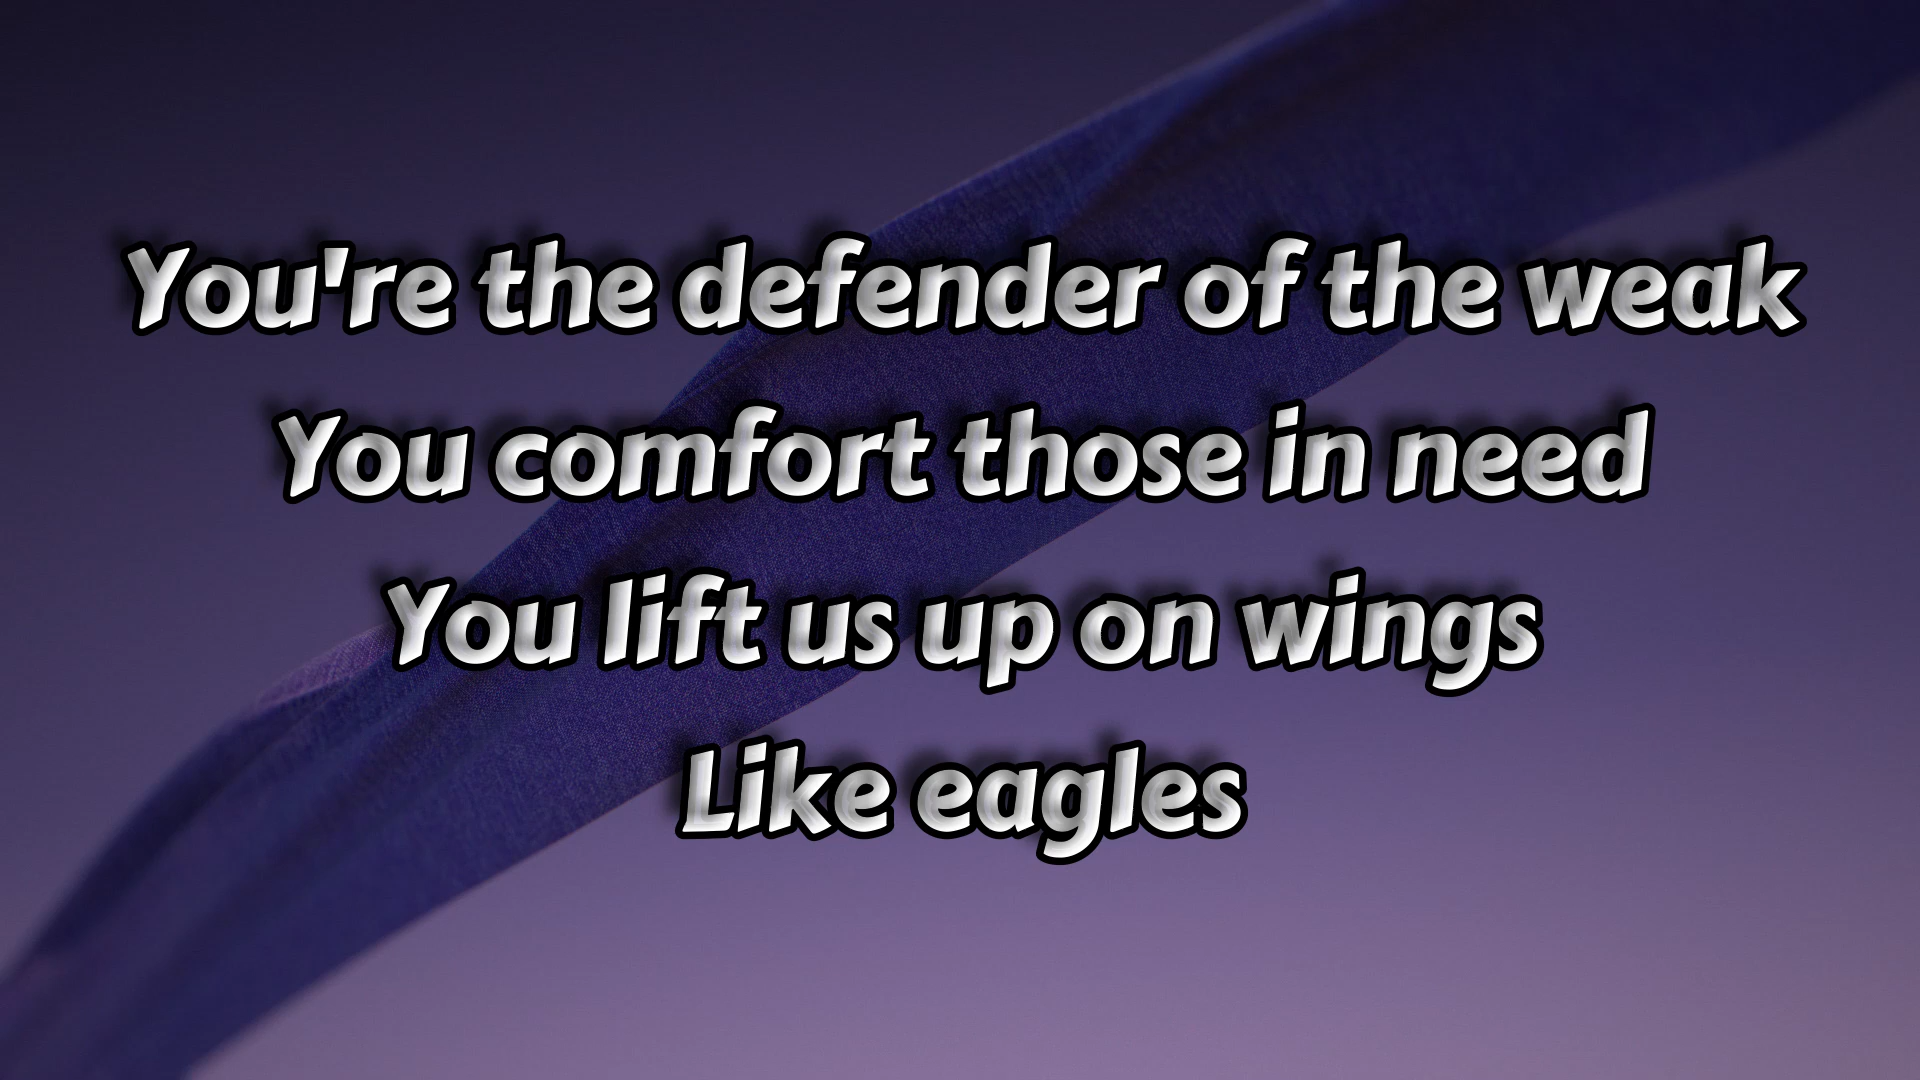 You're the defender of the weak
You comfort those in need
You lift us up on wings
Like eagles